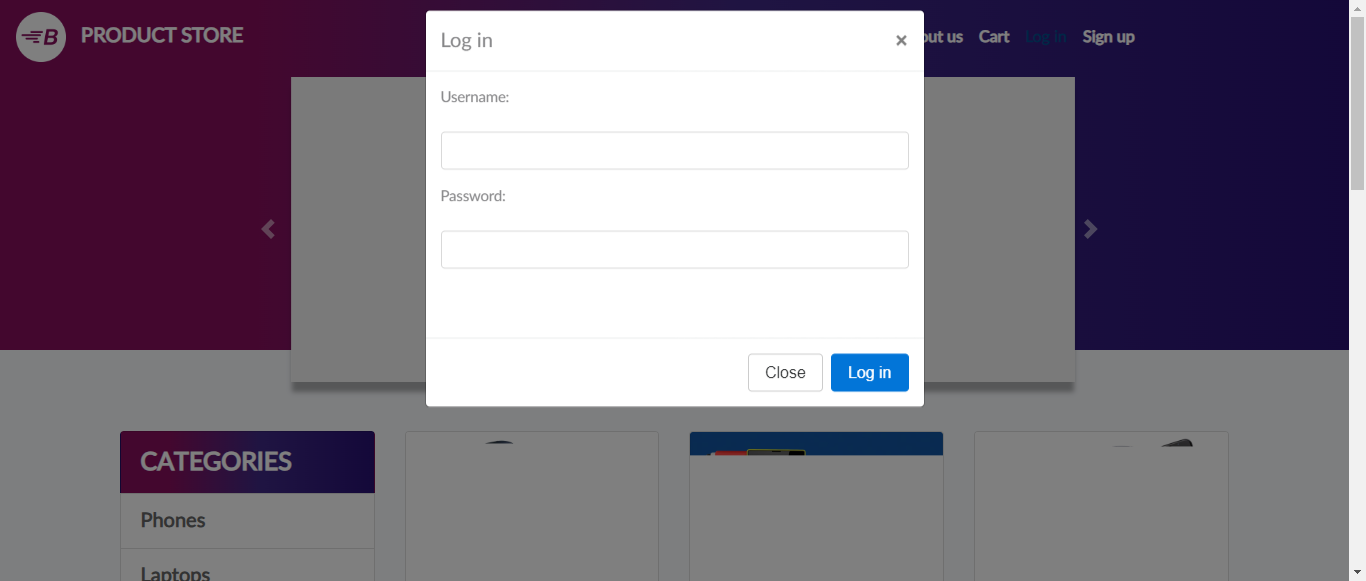 B PRODUCT STORE
out us Cart Log in Sign up
Log in ×
Username:
Password:
Close Log in
CATEGORIES
Phones
Laptops